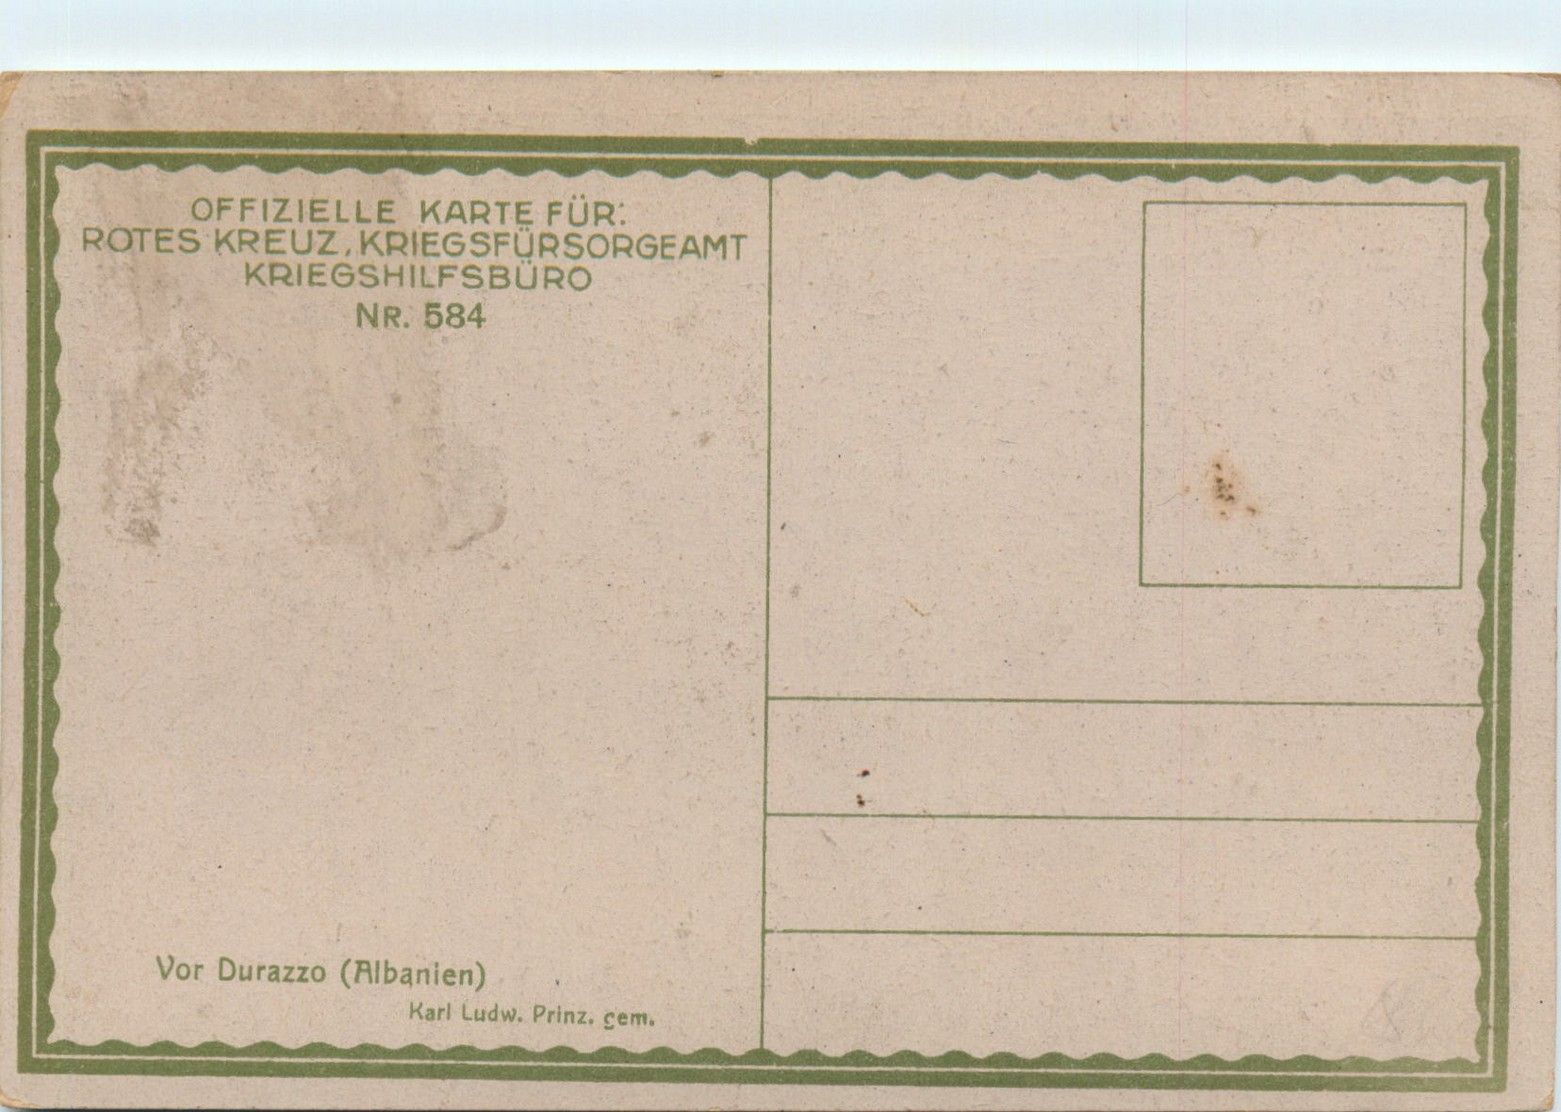 OFFIZIELLE KARTE FÜR:
ROTES KREUZ, KRIEGSFÜRSORGEAMT
KRIEGSHILFSBÜRO
NR. 584
Vor Durazzo (Albanien)
Karl Ludw. Prinz. gem.